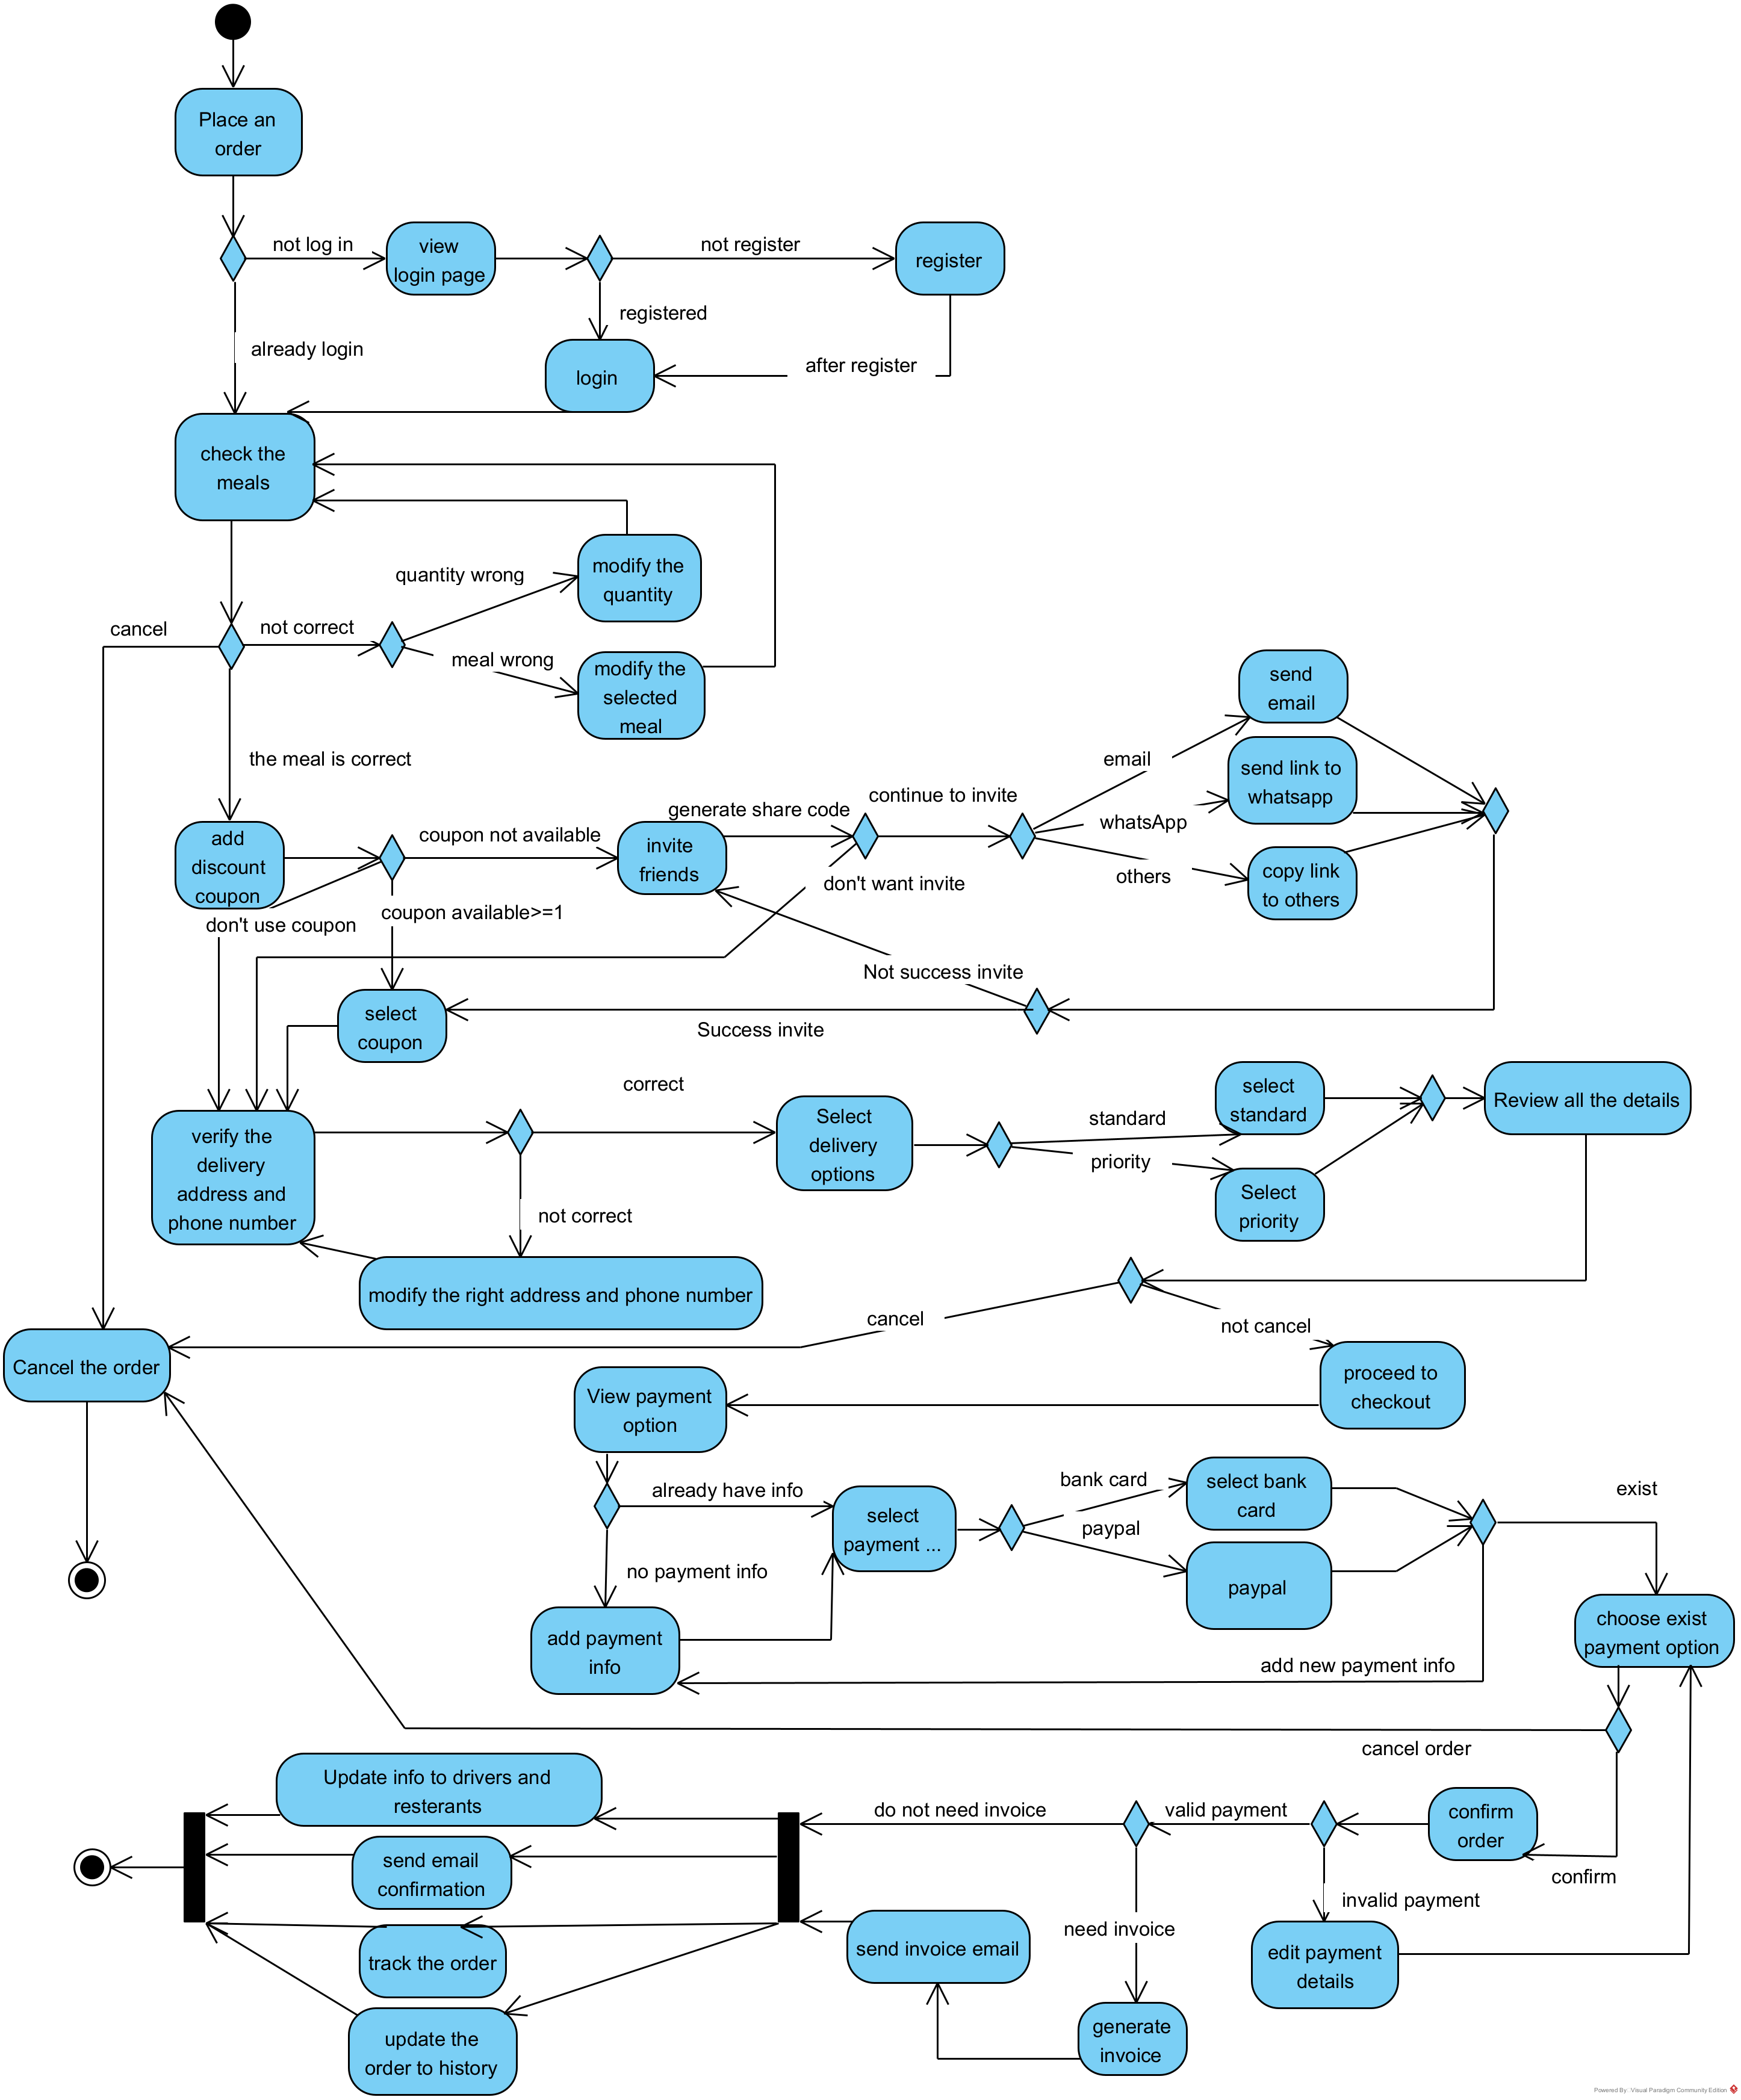 Place an
order
not log in
view
login page
not register
register
registered
already login
after register
login
check the
meals
quantity wrong
modify the
quantity
cancel
not correct
meal wrong
modify the
selected
meal
send
email
the meal is correct
email
send link to
whatsapp
generate share code
continue to invite
whatsApp
add
discount
coupon
coupon not available
invite
friends
others
copy link
to others
don't want invite
don't use coupon
coupon available>=1
Not success invite
select
coupon
Success invite
correct
select
standard
standard
Review all the details
verify the
delivery
address and
phone number
Select
delivery
options
priority
Select
priority
not correct
modify the right address and phone number
cancel
not cancel
Cancel the order
proceed to
checkout
View payment
option
bank card
select bank
card
exist
already have info
select
payment ...
paypal
paypal
no payment info
add payment
info
choose exist
payment option
add new payment info
cancel order
Update info to drivers and
resterants
do not need invoice
valid payment
confirm
order
send email
confirmation
confirm
invalid payment
need invoice
send invoice email
edit payment
details
track the order
generate
invoice
update the
order to history
Powered By: Visual Paradigm Community Edition